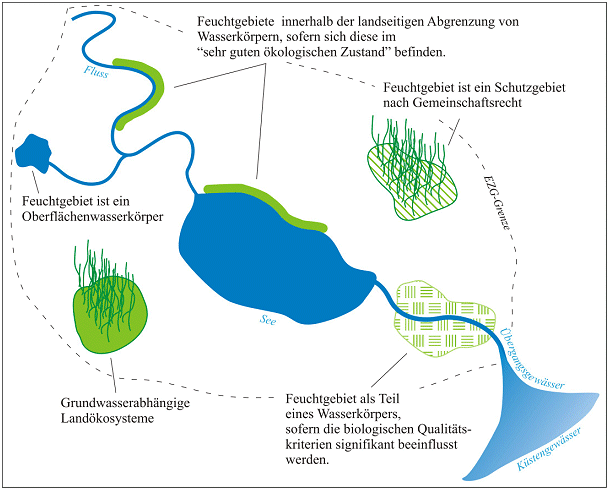 Feuchtgebiete innerhalb der landseitigen Abgrenzung von
Wasserkörpern, sofern sich diese im
“sehr guten ökologischen Zustand” befinden.
Fluss
Feuchtgebiet ist ein Schutzgebiet
nach Gemeinschaftsrecht
Feuchtgebiet ist ein
Oberflächenwasserkörper
EZG-Grenze
See
Übergangsgewässer
Grundwasserabhängige
Landökosysteme
Feuchtgebiet als Teil
eines Wasserkörpers,
sofern die biologischen Qualitäts-
kriterien signifikant beeinflusst
werden.
Küstengewässer